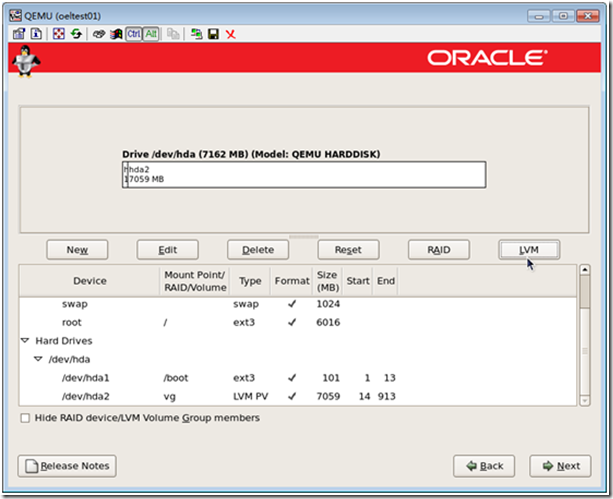 QEMU (oeltest01)
Ctrl Alt
ORACLE
Drive /dev/hda (7162 MB) (Model: QEMU HARDDISK)
hda2
7059 MB
New Edit Delete Reset RAID LVM
Device Mount Point/ RAID/Volume Type Format Size (MB) Start End
swap swap ✓ 1024
root / ext3 ✓ 6016
Hard Drives
/dev/hda
/dev/hda1 /boot ext3 ✓ 101 1 13
/dev/hda2 vg LVM PV ✓ 7059 14 913
Hide RAID device/LVM Volume Group members
Release Notes Back Next